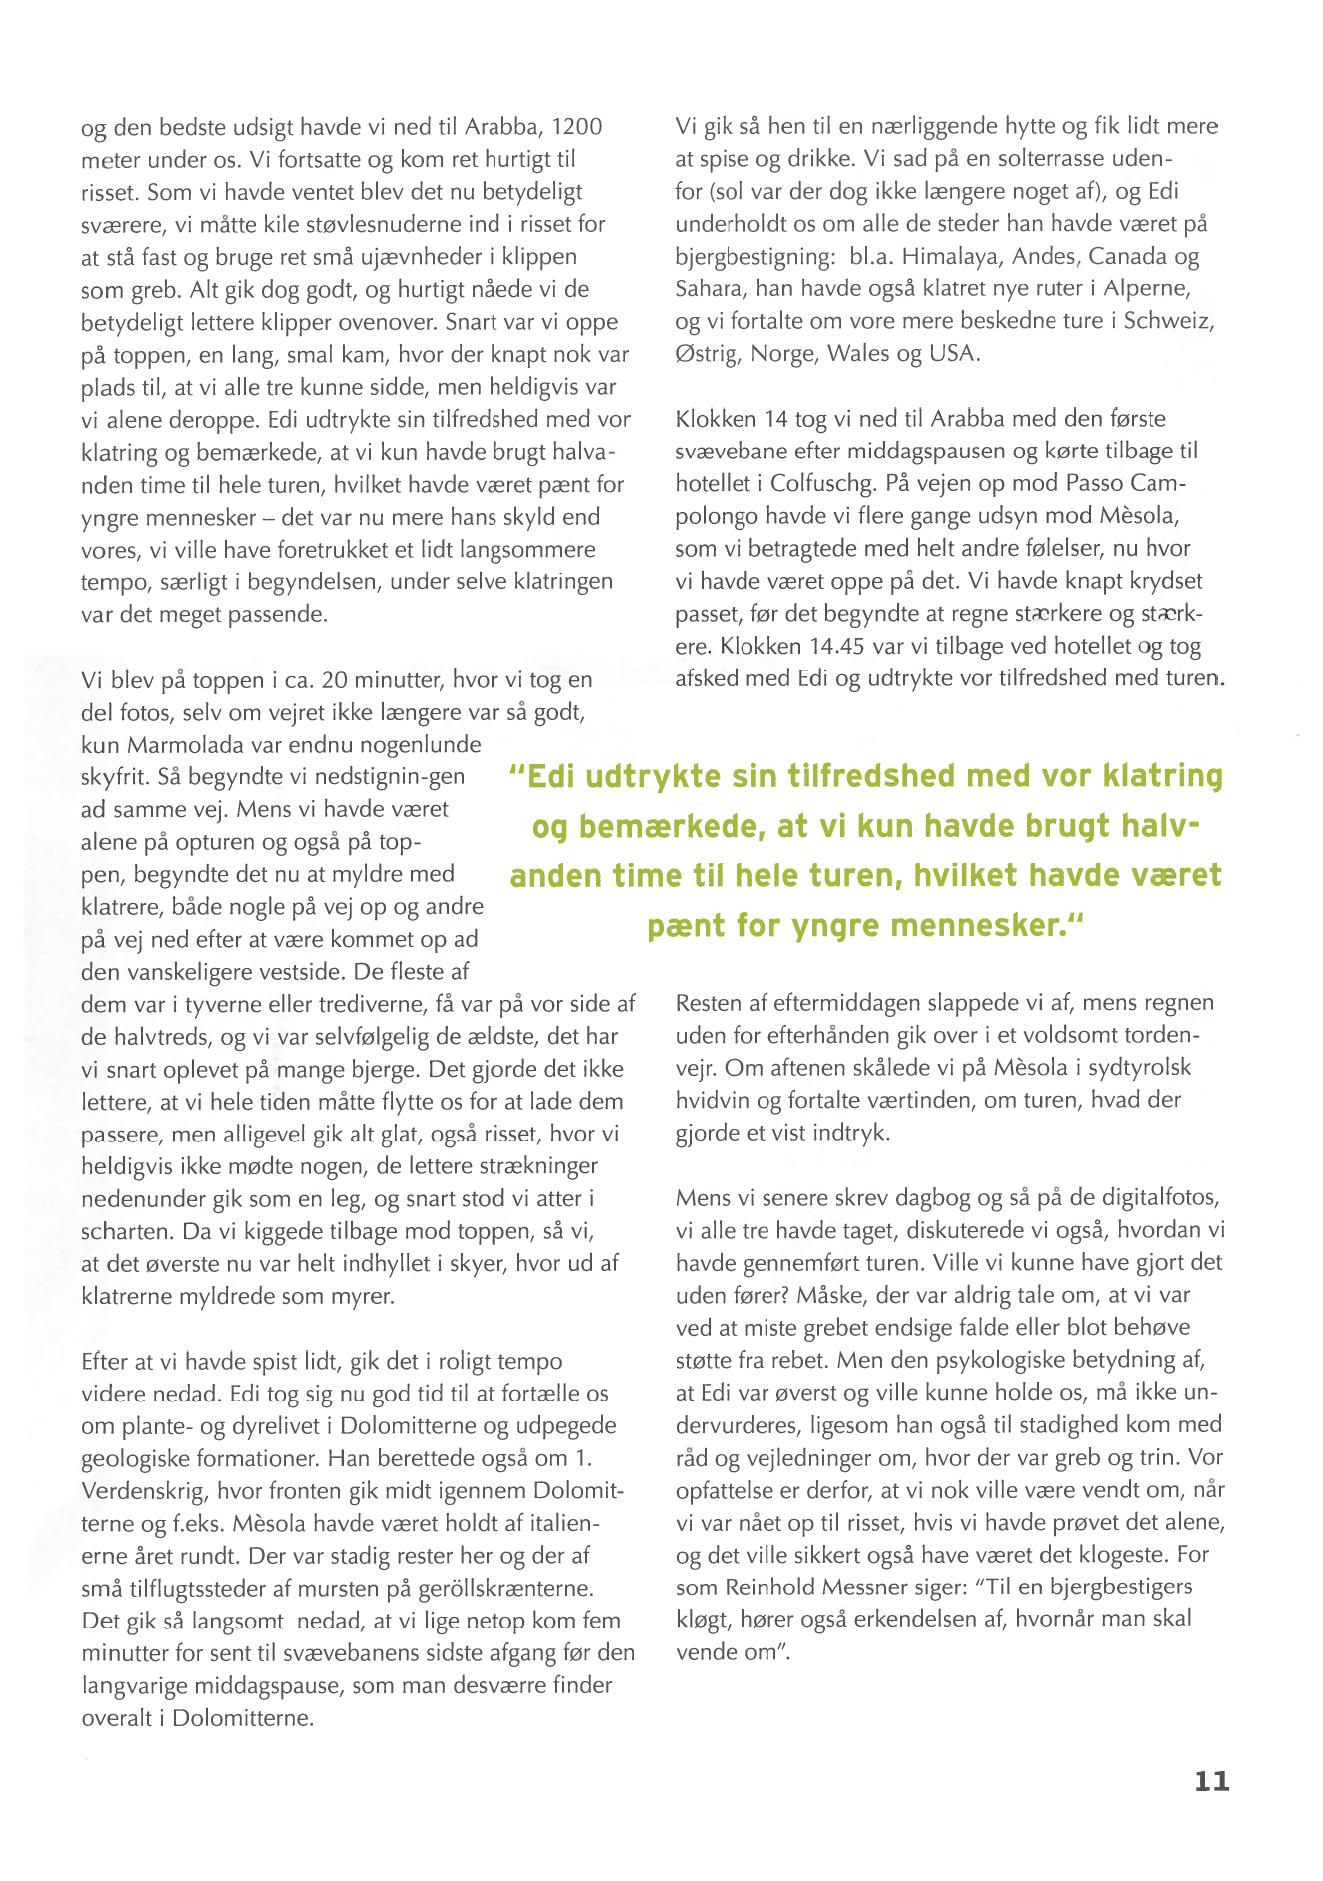 og den bedste udsigt havde vi ned til Arabba, 1200
meter under os. Vi fortsatte og kom ret hurtigt til
risset. Som vi havde ventet blev det nu betydeligt
sværere, vi måtte kile støvlesnuderne ind i risset for
at stå fast og bruge ret små ujævnheder i klippen
som greb. Alt gik dog godt, og hurtigt nåede vi de
betydeligt lettere klipper ovenover. Snart var vi oppe
på toppen, en lang, smal kam, hvor der knapt nok var
plads til, at vi alle tre kunne sidde, men heldigvis var
vi alene deroppe. Edi udtrykte sin tilfredshed med vor
klatring og bemærkede, at vi kun havde brugt halva-
nden time til hele turen, hvilket havde været pænt for
yngre mennesker – det var nu mere hans skyld end
vores, vi ville have foretrukket et lidt langsommere
tempo, særligt i begyndelsen, under selve klatringen
var det meget passende.

Vi blev på toppen i ca. 20 minutter, hvor vi tog en
del fotos, selv om vejret ikke længere var så godt,
kun Marmolada var endnu nogenlunde
skyfrit. Så begyndte vi nedstignin-gen
ad samme vej. Mens vi havde været
alene på opturen og også på top-
pen, begyndte det nu at myldre med
klatrere, både nogle på vej op og andre
på vej ned efter at være kommet op ad
den vanskeligere vestside. De fleste af
dem var i tyverne eller trediverne, få var på vor side af
de halvtreds, og vi var selvfølgelig de ældste, det har
vi snart oplevet på mange bjerge. Det gjorde det ikke
lettere, at vi hele tiden måtte flytte os for at lade dem
passere, men alligevel gik alt glat, også risset, hvor vi
heldigvis ikke mødte nogen, de lettere strækninger
nedenunder gik som en leg, og snart stod vi atter i
scharten. Da vi kiggede tilbage mod toppen, så vi,
at det øverste nu var helt indhyllet i skyer, hvor ud af
klatrerne myldrede som myrer.

Efter at vi havde spist lidt, gik det i roligt tempo
videre nedad. Edi tog sig nu god tid til at fortælle os
om plante- og dyrelivet i Dolomitterne og udpegede
geologiske formationer. Han berettede også om 1.
Verdenskrig, hvor fronten gik midt igennem Dolomit-
terne og f.eks. Mèsola havde været holdt af italien-
erne året rundt. Der var stadig rester her og der af
små tilflugtssteder af mursten på geröllskrænterne.
Det gik så langsomt nedad, at vi lige netop kom fem
minutter for sent til svævebanens sidste afgang før den
langvarige middagspause, som man desværre finder
overalt i Dolomitterne.

Vi gik så hen til en nærliggende hytte og fik lidt mere
at spise og drikke. Vi sad på en solterrasse uden-
for (sol var der dog ikke længere noget af), og Edi
underholdt os om alle de steder han havde været på
bjergbestigning: bl.a. Himalaya, Andes, Canada og
Sahara, han havde også klatret nye ruter i Alperne,
og vi fortalte om vore mere beskedne ture i Schweiz,
Østrig, Norge, Wales og USA.

Klokken 14 tog vi ned til Arabba med den første
svævebane efter middagspausen og kørte tilbage til
hotellet i Colfuschg. På vejen op mod Passo Cam-
polongo havde vi flere gange udsyn mod Mèsola,
som vi betragtede med helt andre følelser, nu hvor
vi havde været oppe på det. Vi havde knapt krydset
passet, før det begyndte at regne stærkere og stærk-
ere. Klokken 14.45 var vi tilbage ved hotellet og tog
afsked med Edi og udtrykte vor tilfredshed med turen.

"Edi udtrykte sin tilfredshed med vor klatring
og bemærkede, at vi kun havde brugt halv-
anden time til hele turen, hvilket havde været
pænt for yngre mennesker."

Resten af eftermiddagen slappede vi af, mens regnen
uden for efterhånden gik over i et voldsomt torden-
vejr. Om aftenen skålede vi på Mèsola i sydtyrolsk
hvidvin og fortalte værtinden, om turen, hvad der
gjorde et vist indtryk.

Mens vi senere skrev dagbog og så på de digitalfotos,
vi alle tre havde taget, diskuterede vi også, hvordan vi
havde gennemført turen. Ville vi kunne have gjort det
uden fører? Måske, der var aldrig tale om, at vi var
ved at miste grebet endsige falde eller blot behøve
støtte fra rebet. Men den psykologiske betydning af,
at Edi var øverst og ville kunne holde os, må ikke un-
dervurderes, ligesom han også til stadighed kom med
råd og vejledninger om, hvor der var greb og trin. Vor
opfattelse er derfor, at vi nok ville være vendt om, når
vi var nået op til risset, hvis vi havde prøvet det alene,
og det ville sikkert også have været det klogeste. For
som Reinhold Messner siger: "Til en bjergbestigers
kløgt, hører også erkendelsen af, hvornår man skal
vende om".

11